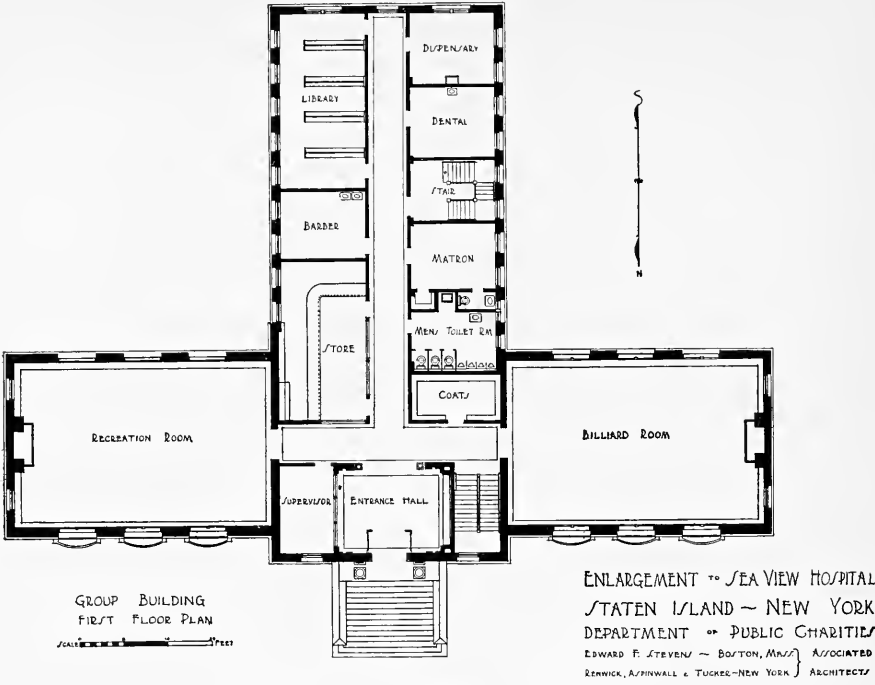 DISPENSARY
LIBRARY
DENTAL
STAIR
BARBER
MATRON
MENS TOILET RM
STORE
COATS
RECREATION ROOM
BILLIARD ROOM
SUPERVISOR
ENTRANCE HALL
S
N
GROUP BUILDING
FIRST FLOOR PLAN
SCALE FEET
ENLARGEMENT TO SEA VIEW HOSPITAL
STATEN ISLAND ~ NEW YORK
DEPARTMENT OF PUBLIC CHARITIES
EDWARD F. STEVENS ~ BOSTON, MASS. } ASSOCIATED
RENWICK, ASPINWALL & TUCKER-NEW YORK } ARCHITECTS